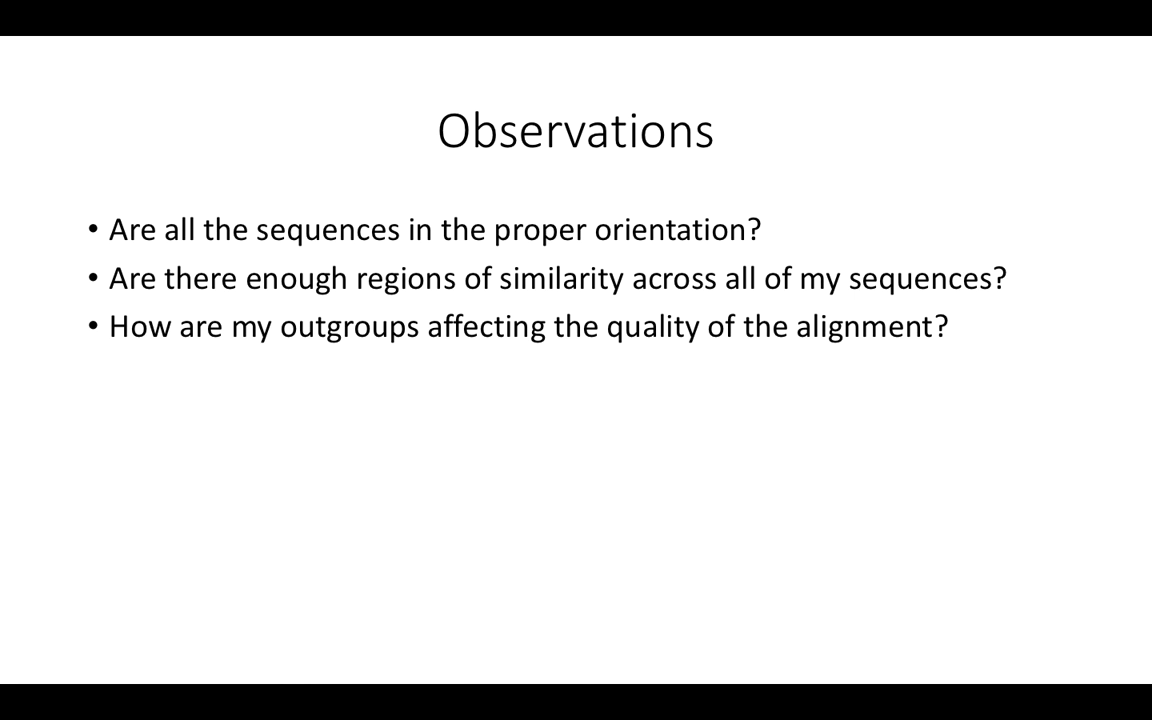 Observations
• Are all the sequences in the proper orientation?
• Are there enough regions of similarity across all of my sequences?
• How are my outgroups affecting the quality of the alignment?